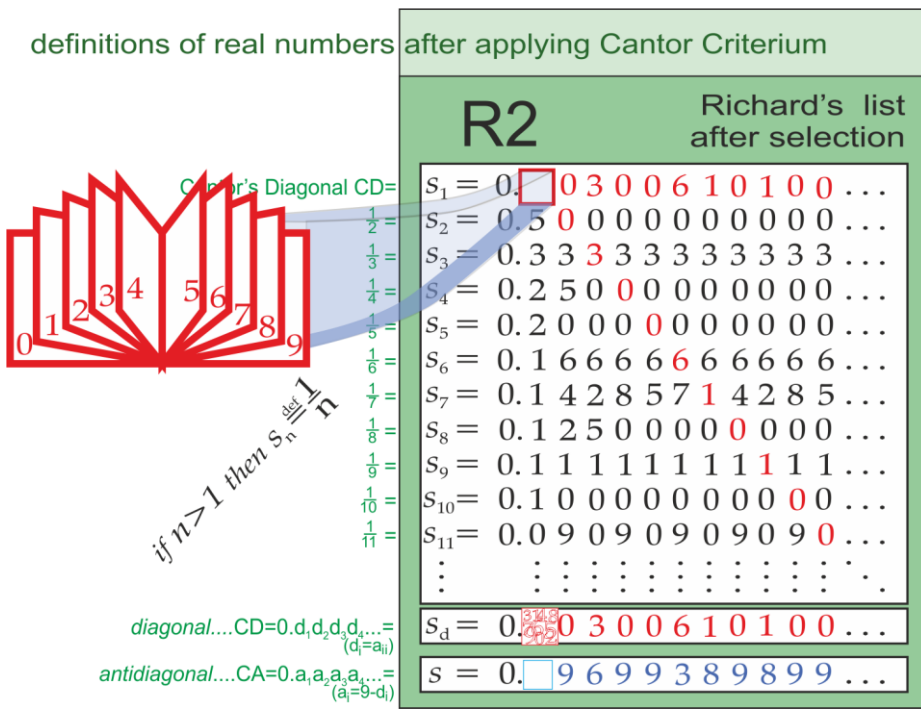 definitions of real numbers after applying Cantor Criterium
R2
Richard's list
after selection
Cantor's Diagonal CD= s₁ = 0. 0 3 0 0 6 1 0 1 0 0 ...
1/2 = s₂ = 0. 5 0 0 0 0 0 0 0 0 0 0 ...
1/3 = s₃ = 0. 3 3 3 3 3 3 3 3 3 3 3 ...
1/4 = s₄ = 0. 2 5 0 0 0 0 0 0 0 0 0 ...
1/5 = s₅ = 0. 2 0 0 0 0 0 0 0 0 0 0 ...
1/6 = s₆ = 0. 1 6 6 6 6 6 6 6 6 6 6 ...
1/7 = s₇ = 0. 1 4 2 8 5 7 1 4 2 8 5 ...
1/8 = s₈ = 0. 1 2 5 0 0 0 0 0 0 0 0 ...
1/9 = s₉ = 0. 1 1 1 1 1 1 1 1 1 1 1 ...
1/10 = s₁₀ = 0. 1 0 0 0 0 0 0 0 0 0 0 ...
1/11 = s₁₁ = 0. 0 9 0 9 0 9 0 9 0 9 0 ...
0 1 2 3 4 5 6 7 8 9
if n > 1 then sₙ def= 1/n
diagonal....CD=0.d₁d₂d₃d₄...= s_d = 0. 0 3 0 0 6 1 0 1 0 0 ...
(dᵢ=aᵢᵢ)
antidiagonal....CA=0.a₁a₂a₃a₄...= s = 0. 9 6 9 9 3 8 9 8 9 9 ...
(aᵢ=9-dᵢ)